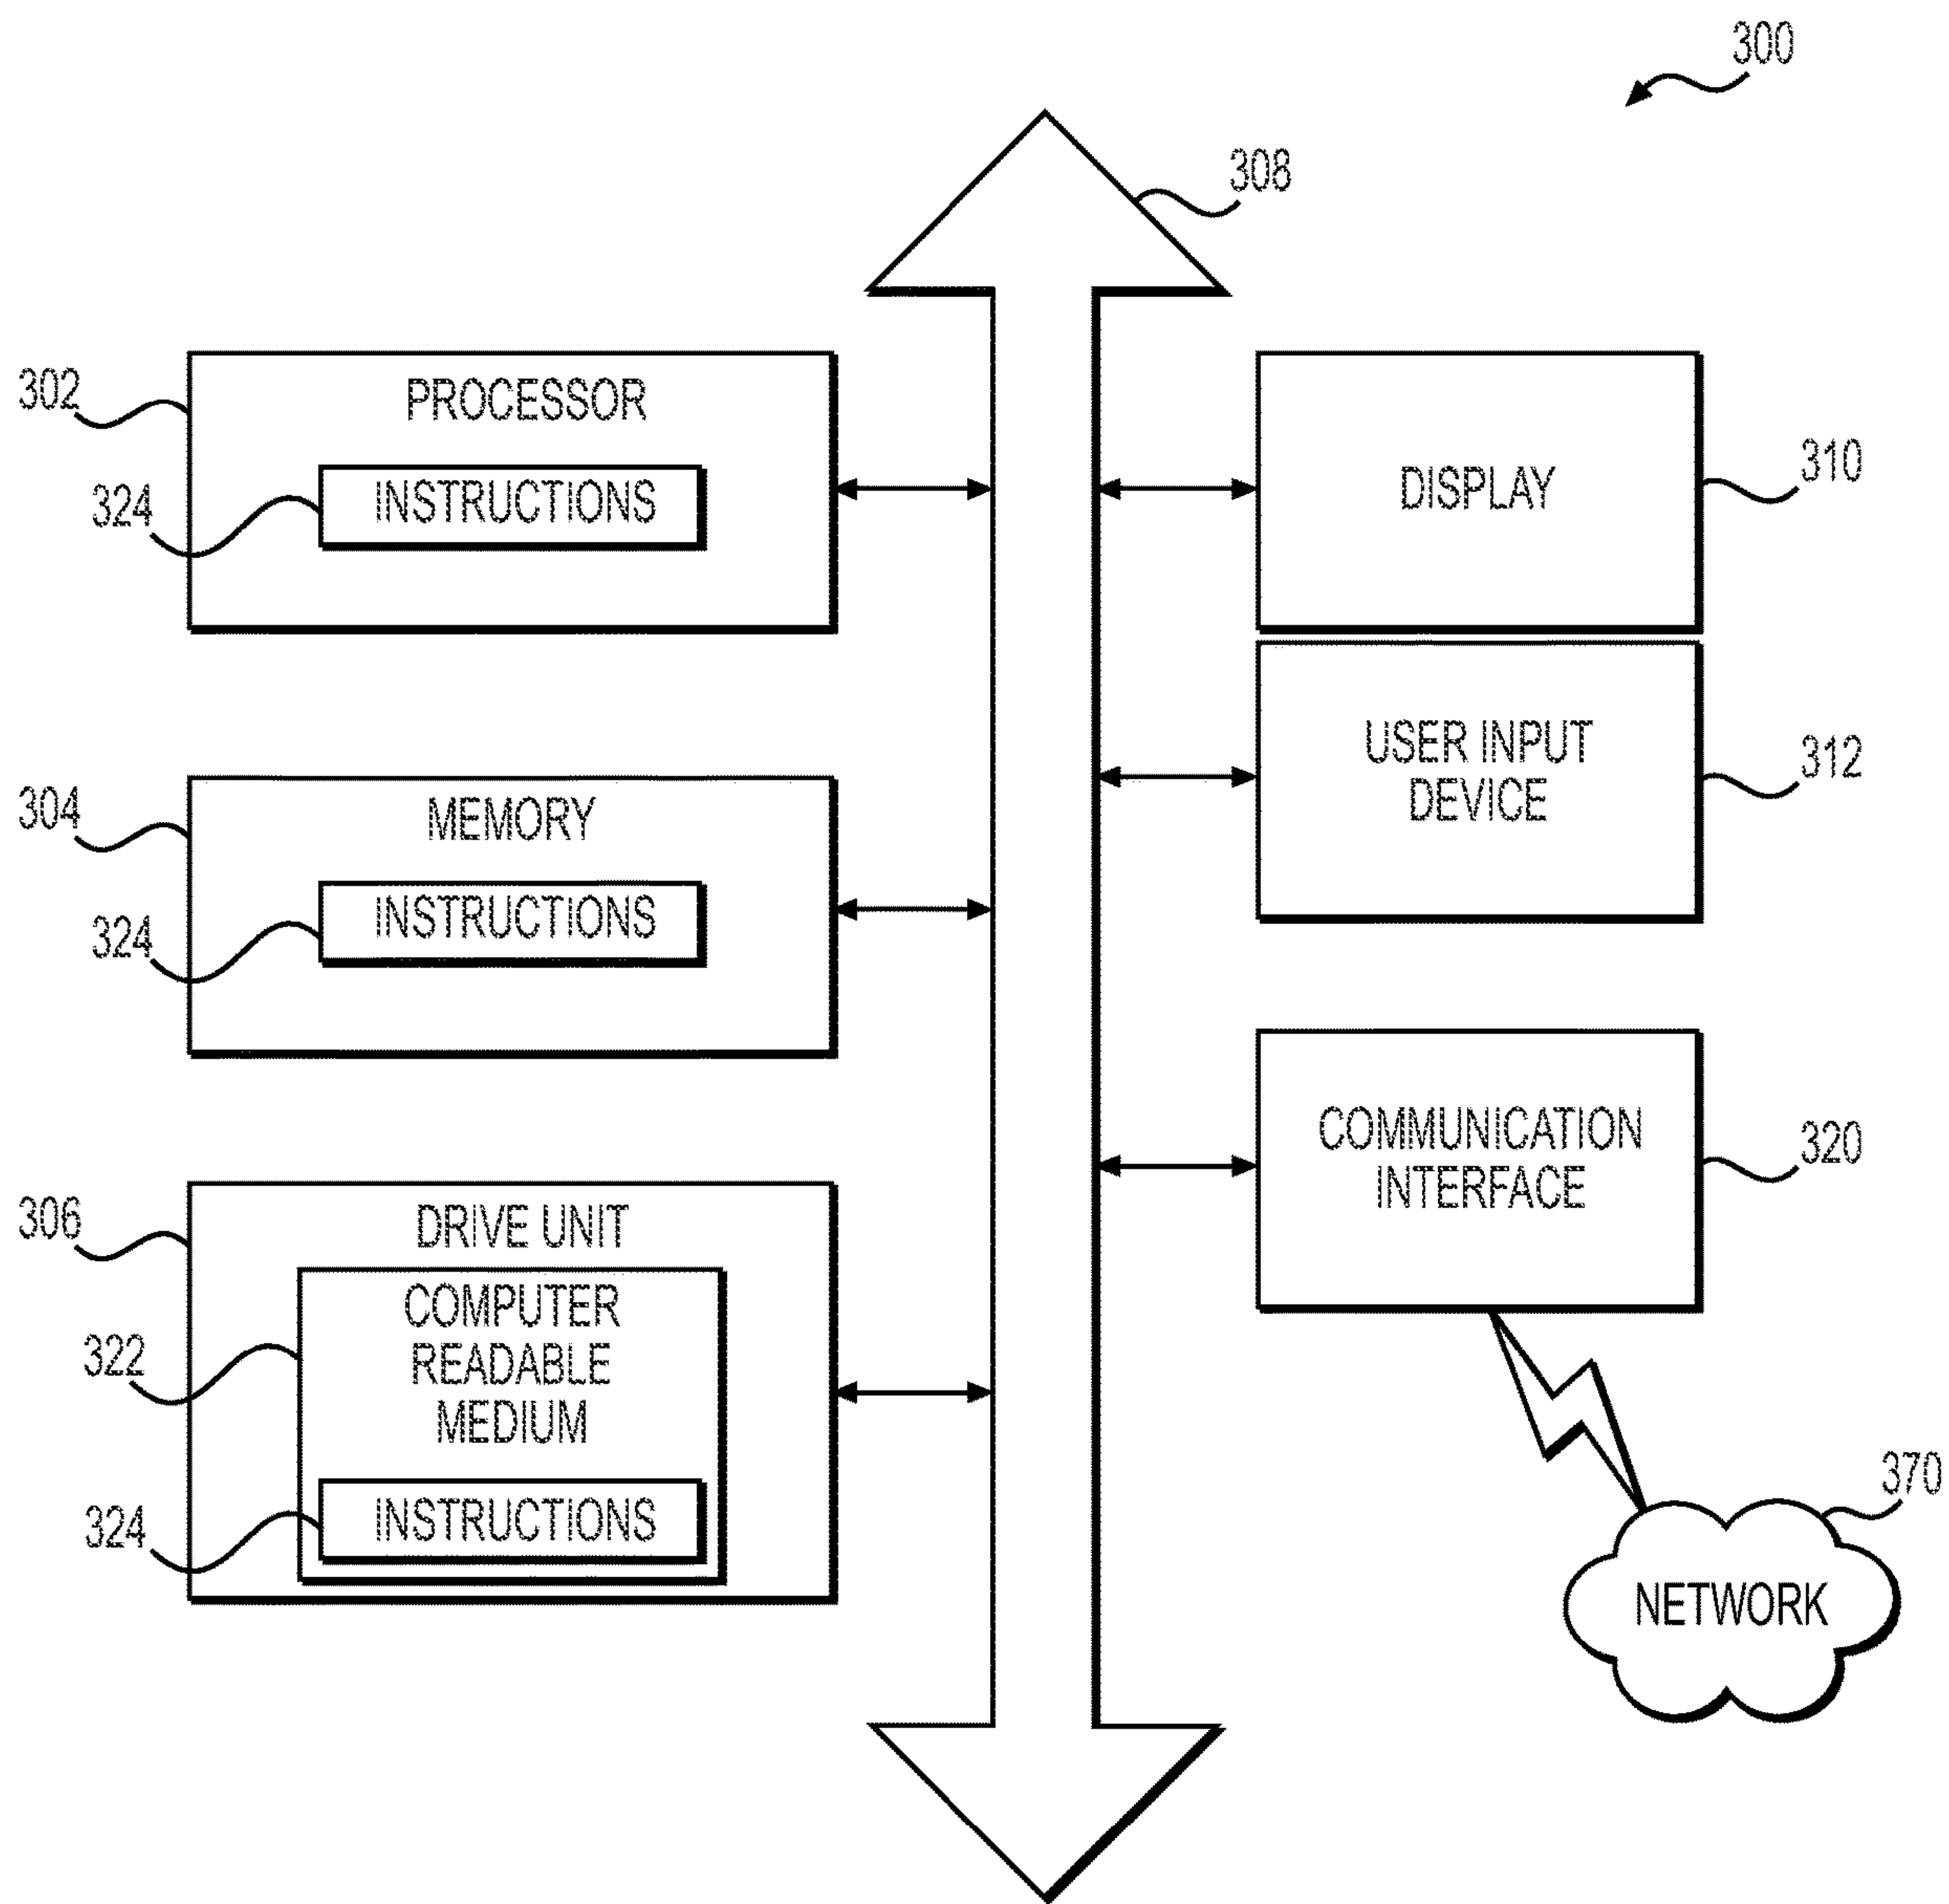 300
308
302
PROCESSOR
324
INSTRUCTIONS
DISPLAY
310
USER INPUT
DEVICE
312
304
MEMORY
324
INSTRUCTIONS
COMMUNICATION
INTERFACE
320
306
DRIVE UNIT
322
COMPUTER
READABLE
MEDIUM
324
INSTRUCTIONS
370
NETWORK